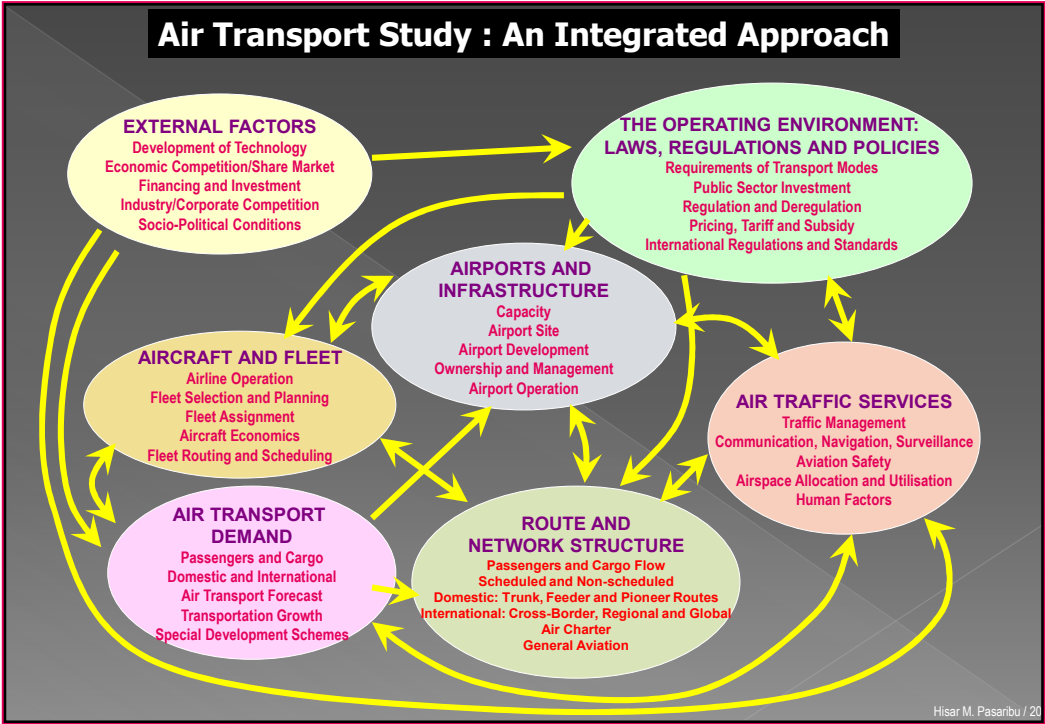 Air Transport Study : An Integrated Approach
EXTERNAL FACTORS
Development of Technology
Economic Competition/Share Market
Financing and Investment
Industry/Corporate Competition
Socio-Political Conditions
THE OPERATING ENVIRONMENT:
LAWS, REGULATIONS AND POLICIES
Requirements of Transport Modes
Public Sector Investment
Regulation and Deregulation
Pricing, Tariff and Subsidy
International Regulations and Standards
AIRPORTS AND
INFRASTRUCTURE
Capacity
Airport Site
Airport Development
Ownership and Management
Airport Operation
AIRCRAFT AND FLEET
Airline Operation
Fleet Selection and Planning
Fleet Assignment
Aircraft Economics
Fleet Routing and Scheduling
AIR TRAFFIC SERVICES
Traffic Management
Communication, Navigation, Surveillance
Aviation Safety
Airspace Allocation and Utilisation
Human Factors
AIR TRANSPORT
DEMAND
Passengers and Cargo
Domestic and International
Air Transport Forecast
Transportation Growth
Special Development Schemes
ROUTE AND
NETWORK STRUCTURE
Passengers and Cargo Flow
Scheduled and Non-scheduled
Domestic: Trunk, Feeder and Pioneer Routes
International: Cross-Border, Regional and Global
Air Charter
General Aviation
Hisar M. Pasaribu / 20